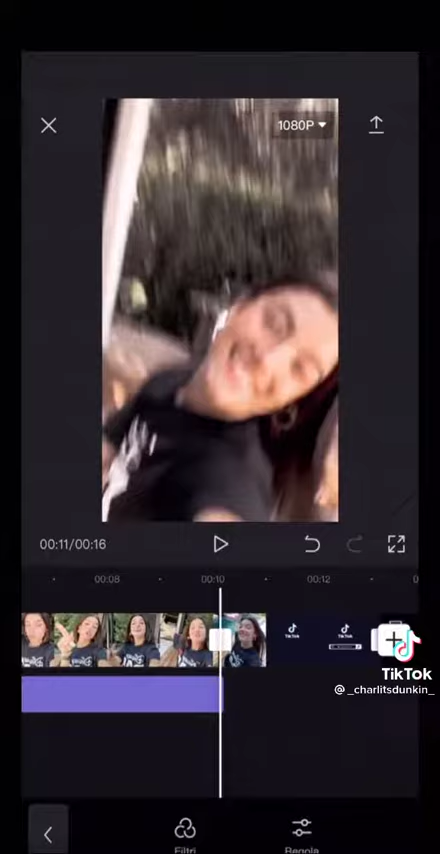 1080P
00:11/00:16
00:08
00:10
00:12
TikTok
TikTok
TikTok
@_charlitsdunkin_
Filtri
Regola